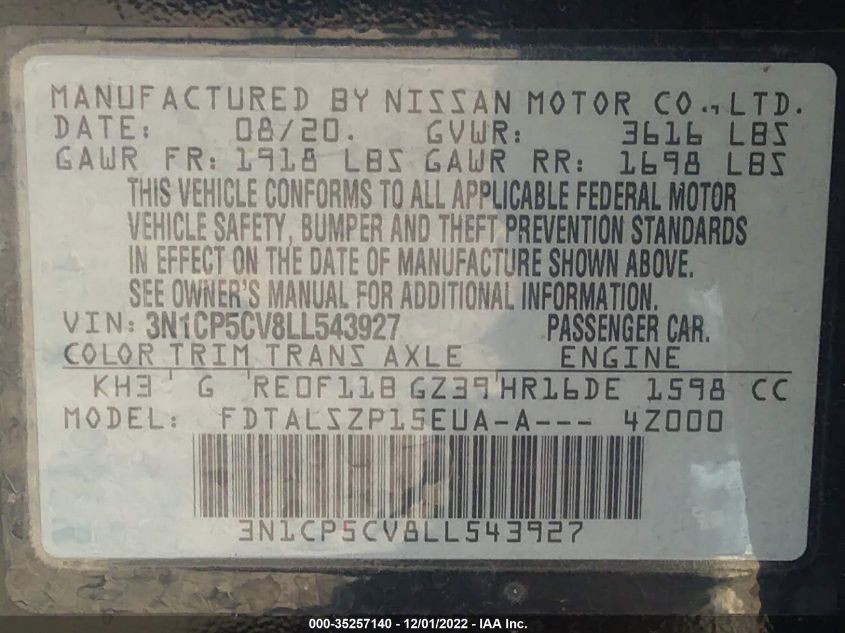 MANUFACTURED BY NISSAN MOTOR CO., LTD.
DATE: 08/20. GVWR: 3616 LBS
GAWR FR: 1918 LBS GAWR RR: 1698 LBS
THIS VEHICLE CONFORMS TO ALL APPLICABLE FEDERAL MOTOR
VEHICLE SAFETY, BUMPER AND THEFT PREVENTION STANDARDS
IN EFFECT ON THE DATE OF MANUFACTURE SHOWN ABOVE.
SEE OWNER'S MANUAL FOR ADDITIONAL INFORMATION.
VIN: 3N1CP5CV8LL543927 PASSENGER CAR.
COLOR TRIM TRANS AXLE ENGINE
KH3 G RE0F11B GZ39 HR16DE 1598 CC
MODEL: FDTALSZP15EUA-A--- 4Z000
3N1CP5CV8LL543927
000-35257140 - 12/01/2022 - IAA Inc.